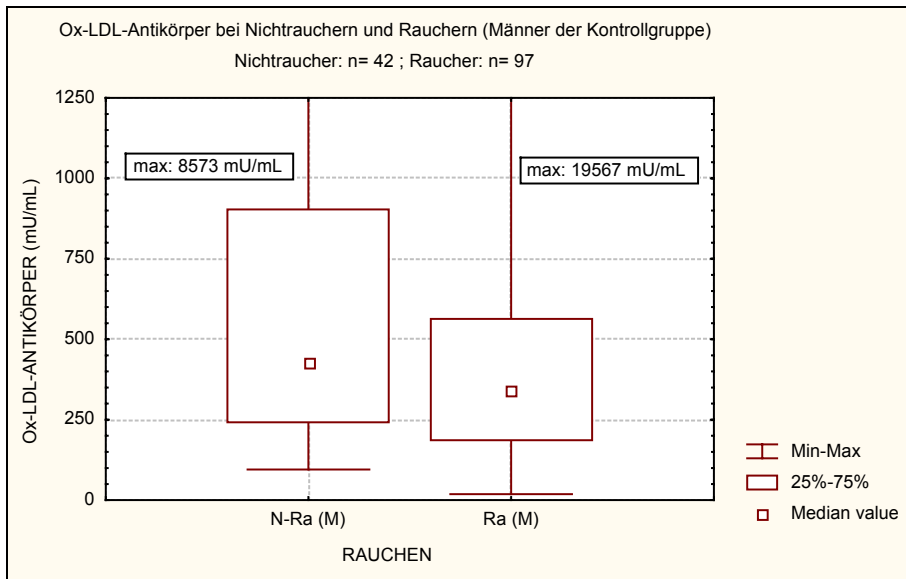 Ox-LDL-Antikörper bei Nichtrauchern und Rauchern (Männer der Kontrollgruppe)
Nichtraucher: n= 42 ; Raucher: n= 97
Ox-LDL-ANTIKÖRPER (mU/mL)
1250
1000
750
500
250
0
max: 8573 mU/mL
max: 19567 mU/mL
N-Ra (M)
Ra (M)
RAUCHEN
Min-Max
25%-75%
Median value